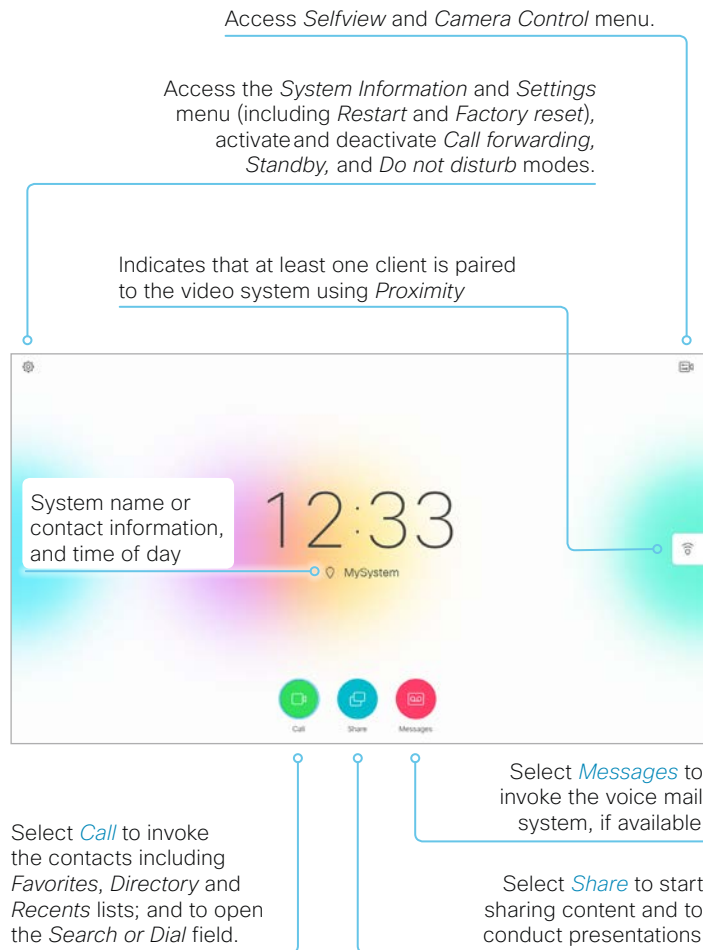 Access Selfview and Camera Control menu.
Access the System Information and Settings
menu (including Restart and Factory reset),
activate and deactivate Call forwarding,
Standby, and Do not disturb modes.
Indicates that at least one client is paired
to the video system using Proximity
System name or
contact information,
and time of day
12:33
MySystem
Call
Share
Messages
Select Messages to
invoke the voice mail
system, if available
Select Call to invoke
the contacts including
Favorites, Directory and
Recents lists; and to open
the Search or Dial field.
Select Share to start
sharing content and to
conduct presentations